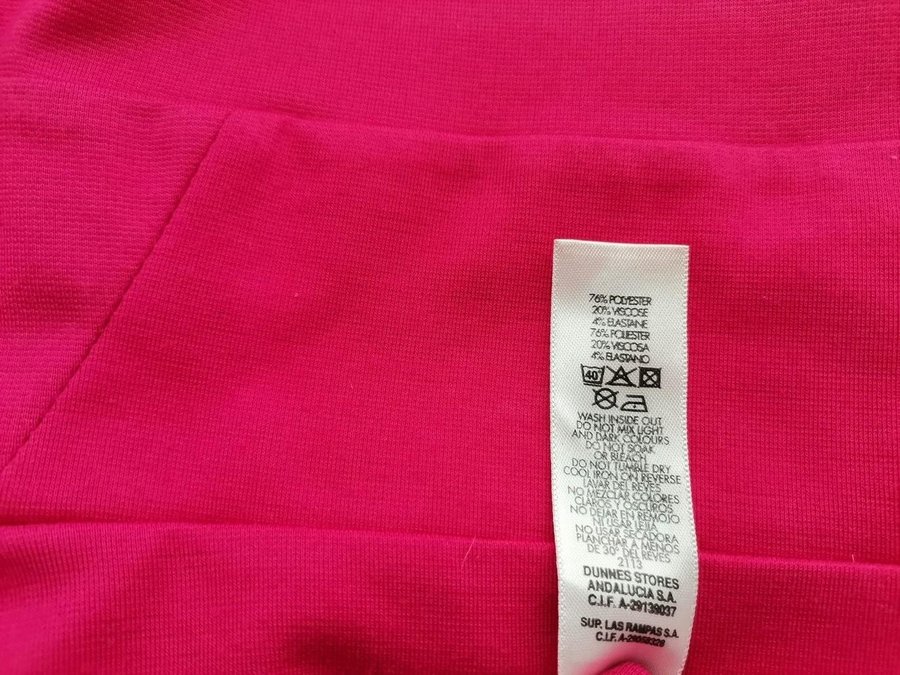 76% POLYESTER
20% VISCOSE
4% ELASTANE
76% POLIESTER
20% VISCOSA
4% ELASTANO
40°
WASH INSIDE OUT
DO NOT MIX LIGHT
AND DARK COLOURS
DO NOT SOAK
OR BLEACH
DO NOT TUMBLE DRY
COOL IRON ON REVERSE
LAVAR DEL REVES
NO MEZCLAR COLORES
CLAROS Y OSCUROS
NO DEJAR EN REMOJO
NI USAR LEJIA
NO USAR SECADORA
PLANCHAR A MENOS
DE 30° DEL REVES
2113
DUNNES STORES
ANDALUCIA S.A.
C.I.F. A-29139037
SUP. LAS RAMPAS S.A.
C.I.F. A-29058328